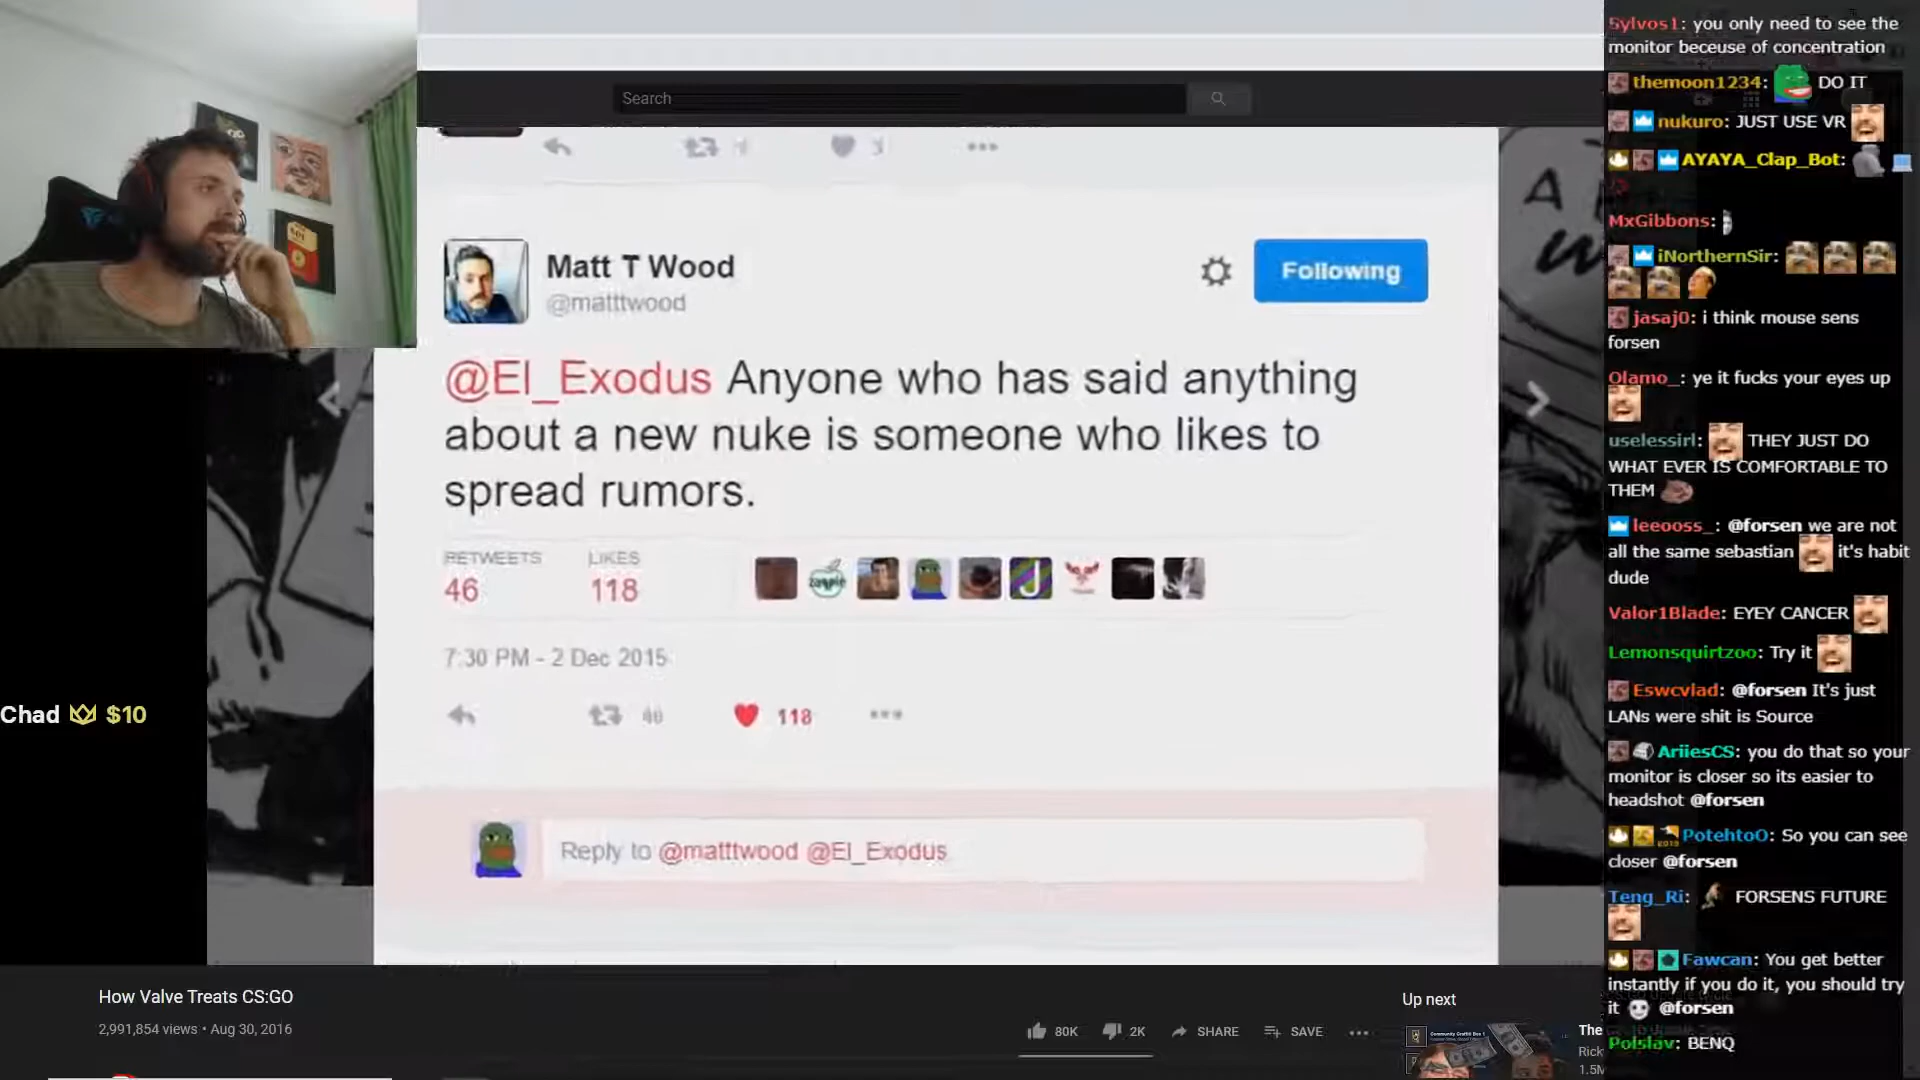 Search
Matt T Wood
@matttwood
Following
@El_Exodus Anyone who has said anything
about a new nuke is someone who likes to
spread rumors.
RETWEETS LIKES
46 118
7:30 PM - 2 Dec 2015
118
Reply to @matttwood @El_Exodus
Chad $10
How Valve Treats CS:GO
2,991,854 views • Aug 30, 2016
80K 2K SHARE SAVE
Up next
The
Rick
1.5M
Sylvos1: you only need to see the
monitor beceuse of concentration
themoon1234: DO IT
nukuro: JUST USE VR
AYAYA_Clap_Bot:
MxGibbons:
iNorthernSir:
jasaj0: i think mouse sens
forsen
Olamo_: ye it fucks your eyes up
uselessirl: THEY JUST DO
WHAT EVER IS COMFORTABLE TO
THEM
leeooss_: @forsen we are not
all the same sebastian it's habit
dude
Valor1Blade: EYEY CANCER
Lemonsquirtzoo: Try it
Eswcvlad: @forsen It's just
LANs were shit is Source
AriiesCS: you do that so your
monitor is closer so its easier to
headshot @forsen
PotehtoO: So you can see
closer @forsen
Teng_Ri: FORSENS FUTURE
Fawcan: You get better
instantly if you do it, you should try
it @forsen
Polslav: BENQ